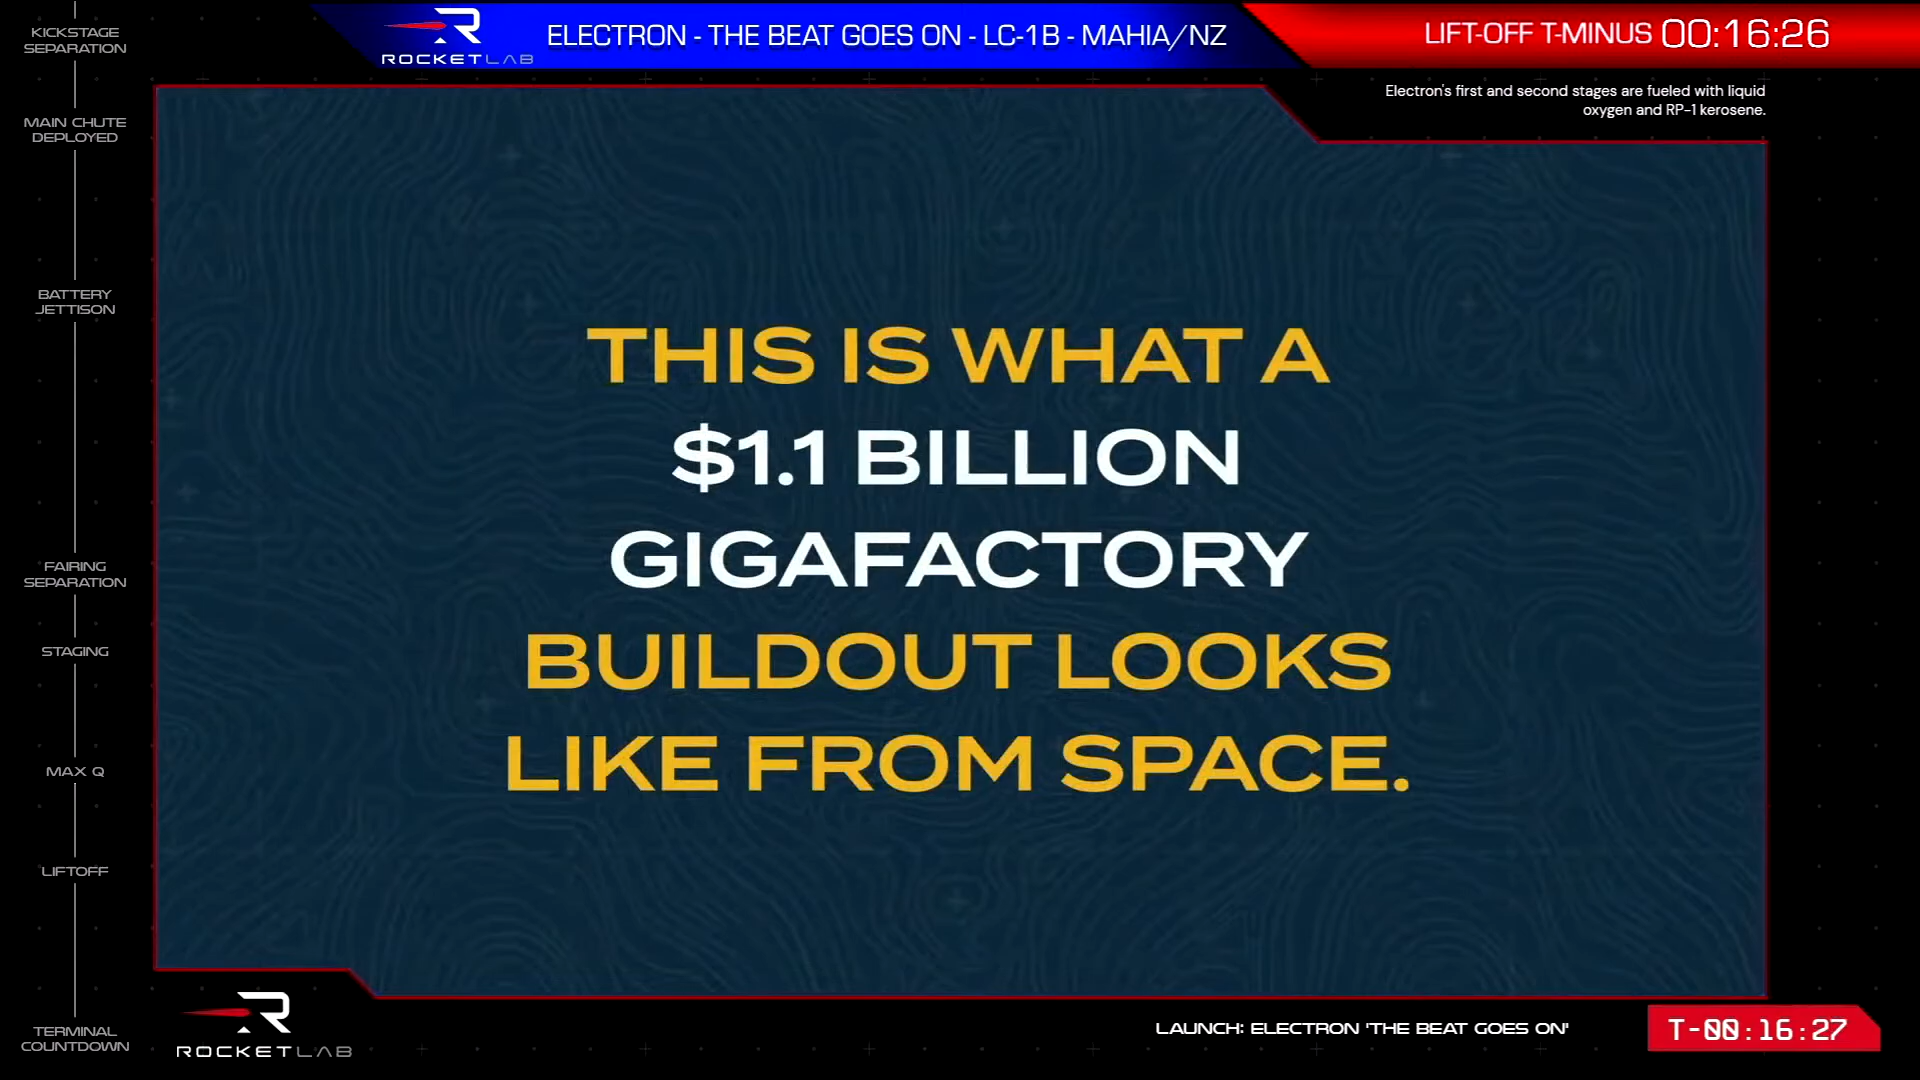 KICKSTAGE
SEPARATION
MAIN CHUTE
DEPLOYED
BATTERY
JETTISON
FAIRING
SEPARATION
STAGING
MAX Q
LIFTOFF
TERMINAL
COUNTDOWN
ROCKETLAB
ELECTRON - THE BEAT GOES ON - LC-1B - MAHIA/NZ
LIFT-OFF T-MINUS 00:16:26
Electron's first and second stages are fueled with liquid
oxygen and RP-1 kerosene.
THIS IS WHAT A
$1.1 BILLION
GIGAFACTORY
BUILDOUT LOOKS
LIKE FROM SPACE.
ROCKETLAB
LAUNCH: ELECTRON 'THE BEAT GOES ON'
T-00:16:27